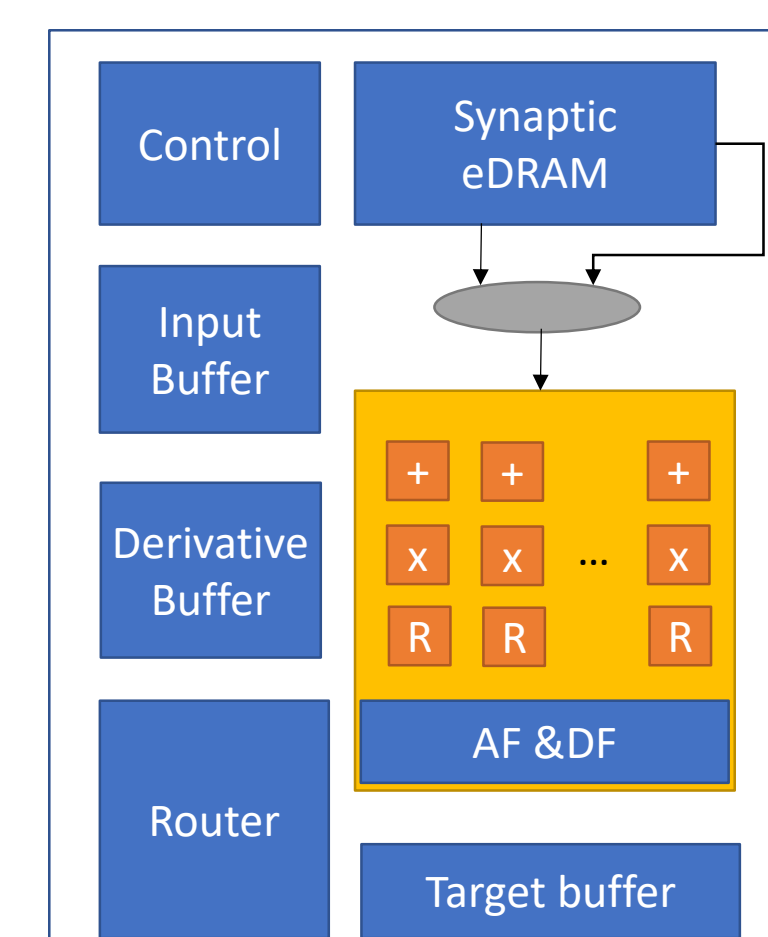 Control
Synaptic
eDRAM
Input
Buffer
+ + +
Derivative
Buffer
x x ... x
R R R
AF &DF
Router
Target buffer